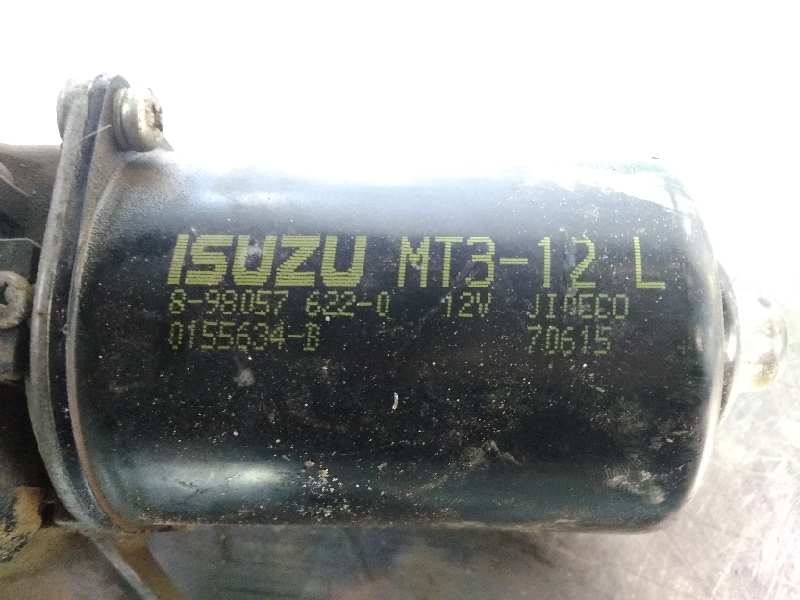 ISUZU MT3-12 L
8-98057 622-0 12V JIDECO
0155634-B 70615